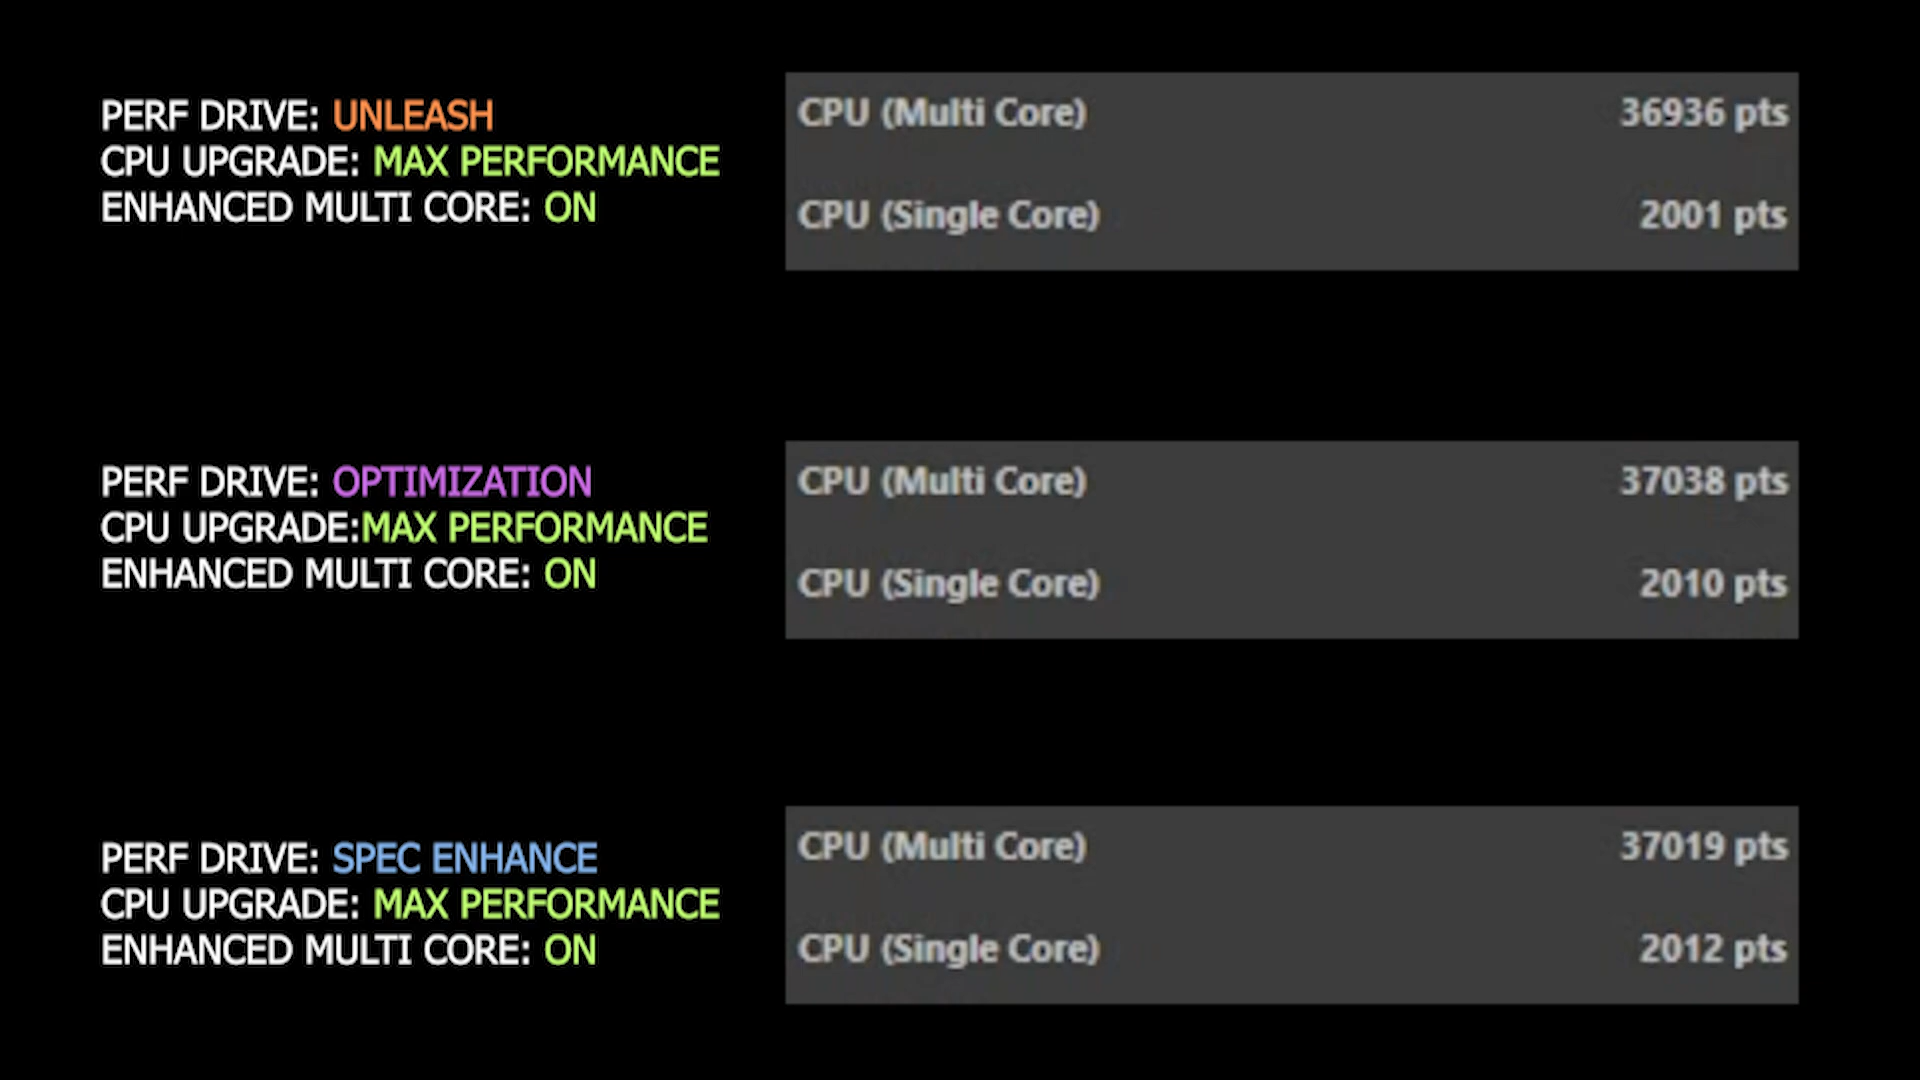 PERF DRIVE: UNLEASH
CPU UPGRADE: MAX PERFORMANCE
ENHANCED MULTI CORE: ON
CPU (Multi Core) 36936 pts
CPU (Single Core) 2001 pts
PERF DRIVE: OPTIMIZATION
CPU UPGRADE:MAX PERFORMANCE
ENHANCED MULTI CORE: ON
CPU (Multi Core) 37038 pts
CPU (Single Core) 2010 pts
PERF DRIVE: SPEC ENHANCE
CPU UPGRADE: MAX PERFORMANCE
ENHANCED MULTI CORE: ON
CPU (Multi Core) 37019 pts
CPU (Single Core) 2012 pts